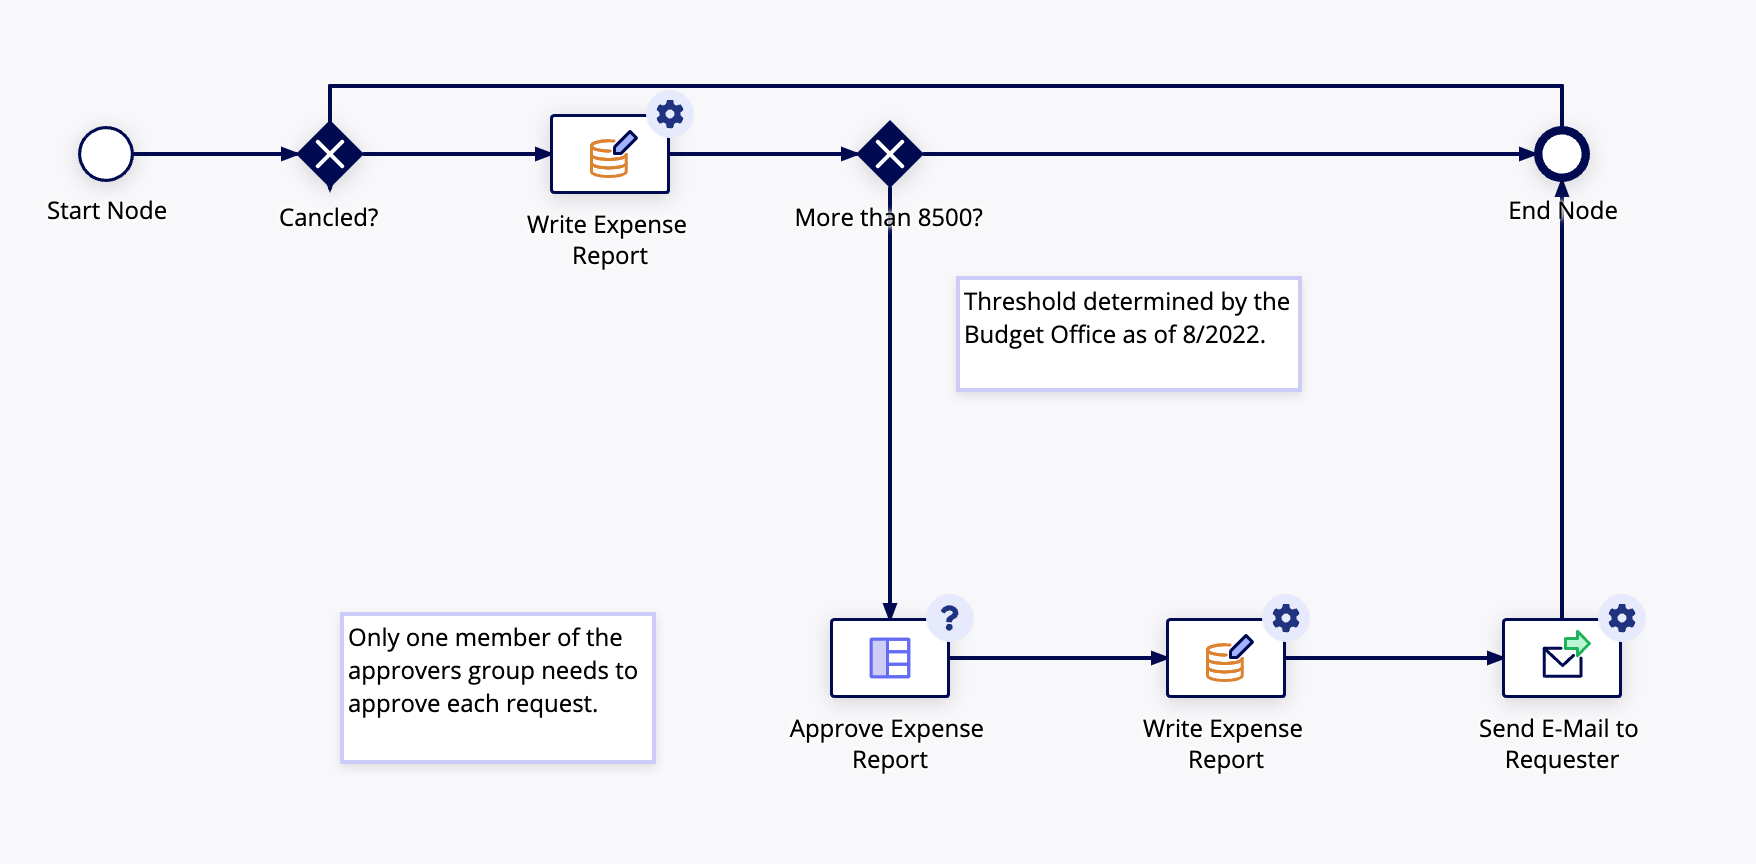 Start Node
Cancled?
Write Expense
Report
More than 8500?
End Node
Threshold determined by the
Budget Office as of 8/2022.
Only one member of the
approvers group needs to
approve each request.
?
Approve Expense
Report
Write Expense
Report
Send E-Mail to
Requester